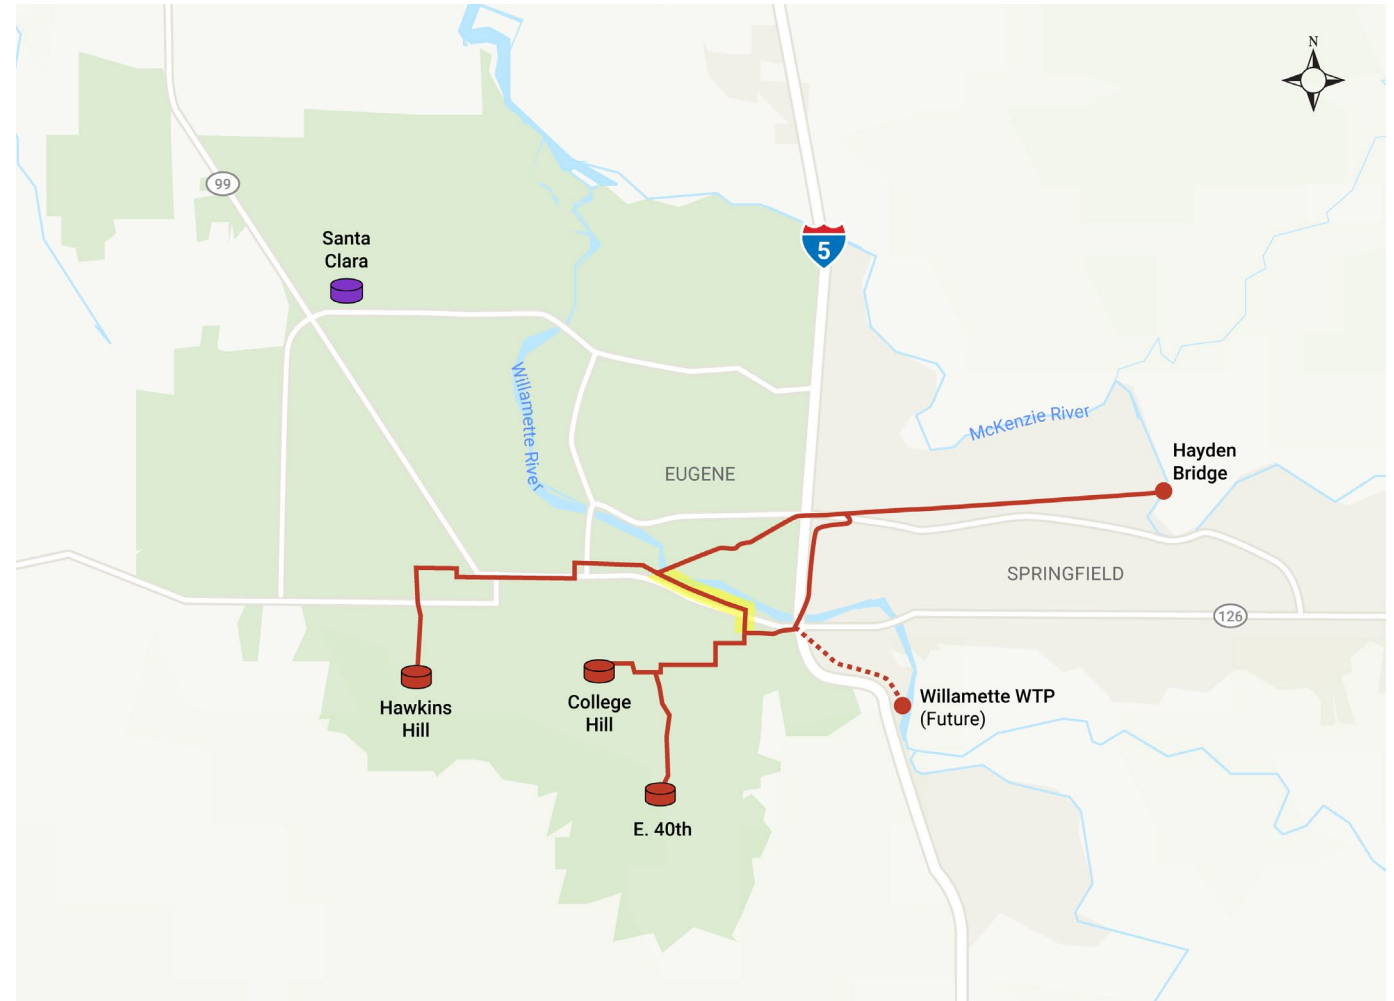 N
99
Santa
Clara
5
Willamette River
McKenzie River
Hayden
Bridge
EUGENE
SPRINGFIELD
126
Willamette WTP
(Future)
Hawkins
Hill
College
Hill
E. 40th